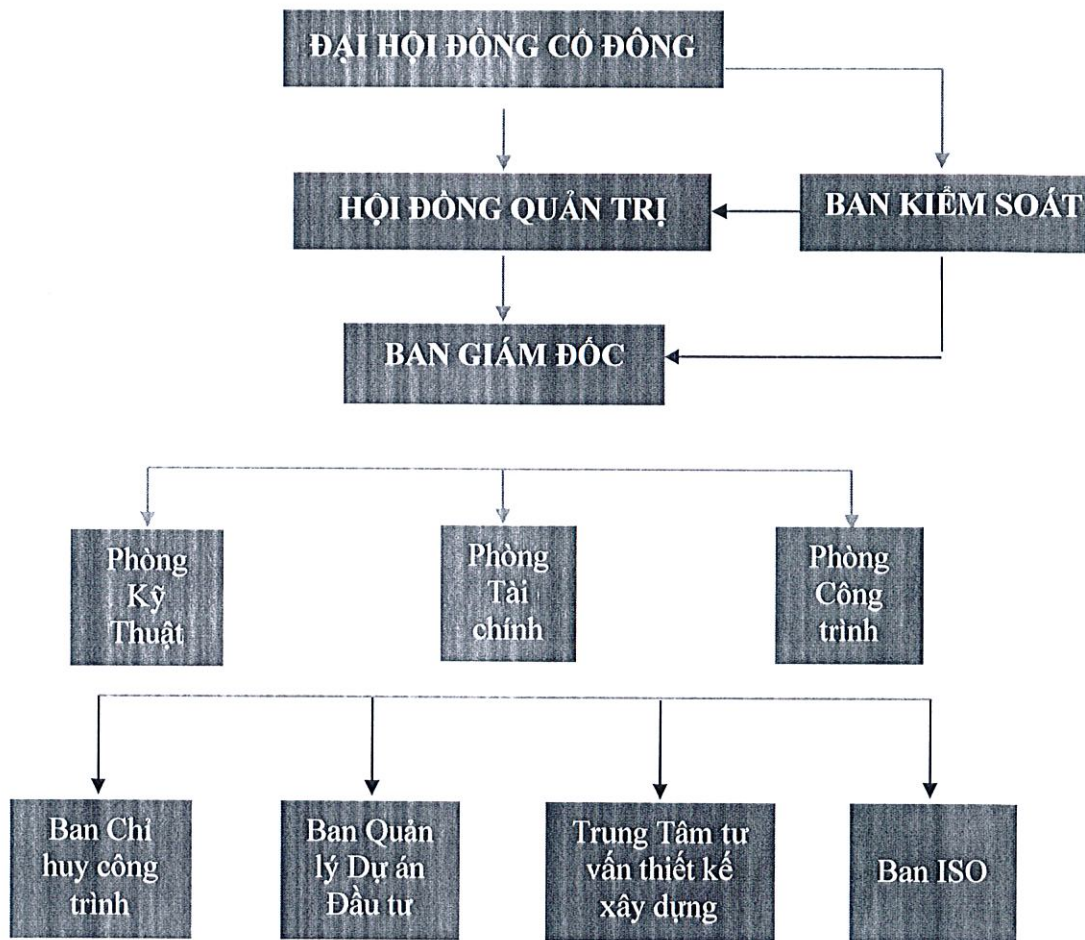 ĐẠI HỘI ĐỒNG CỔ ĐÔNG
HỘI ĐỒNG QUẢN TRỊ
BAN KIỂM SOÁT
BAN GIÁM ĐỐC
Phòng
Kỹ
Thuật
Phòng
Tài
chính
Phòng
Công
trình
Ban Chỉ
huy công
trình
Ban Quản
lý Dự án
Đầu tư
Trung Tâm tư
vấn thiết kế
xây dựng
Ban ISO